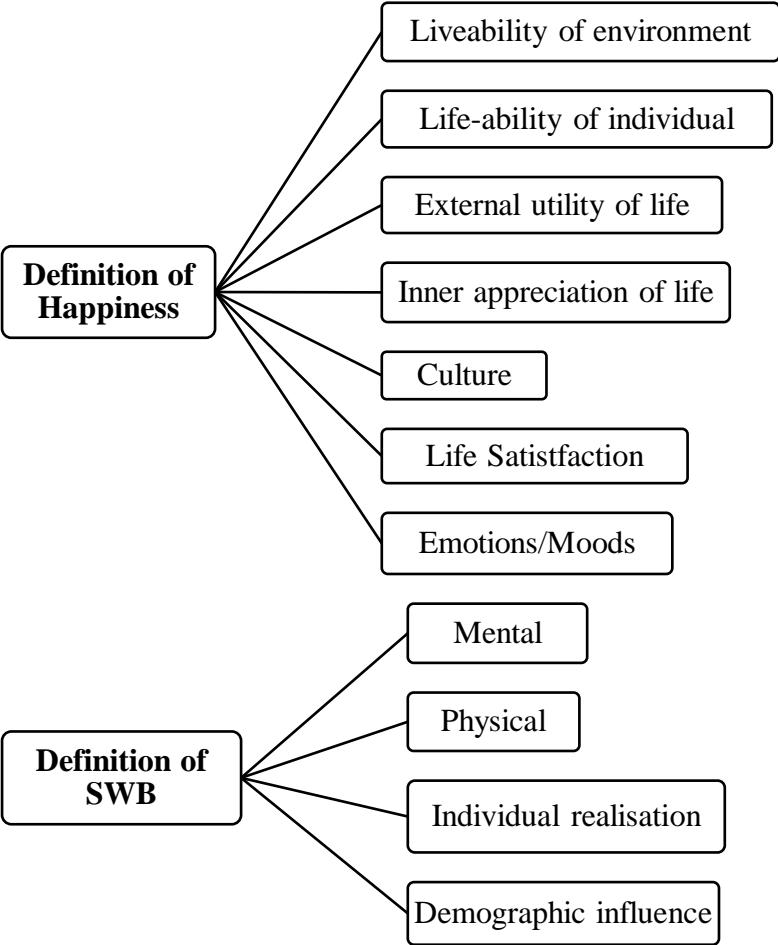 Liveability of environment
Life-ability of individual
External utility of life
Definition of
Happiness
Inner appreciation of life
Culture
Life Satistfaction
Emotions/Moods
Mental
Physical
Definition of
SWB
Individual realisation
Demographic influence